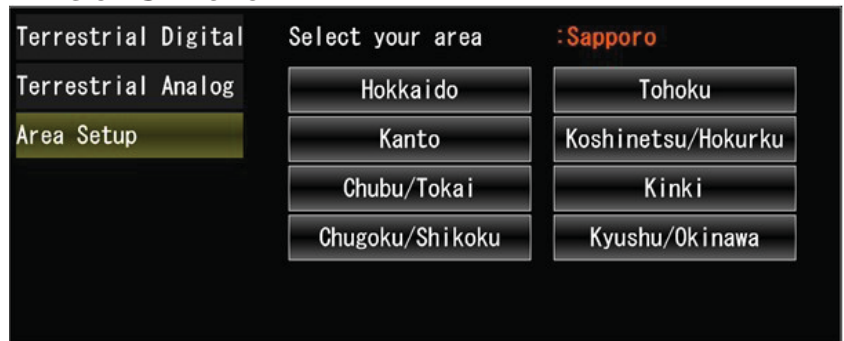 Terrestrial Digital
Terrestrial Analog
Area Setup
Select your area :Sapporo
Hokkaido Tohoku
Kanto Koshinetsu/Hokurku
Chubu/Tokai Kinki
Chugoku/Shikoku Kyushu/Okinawa